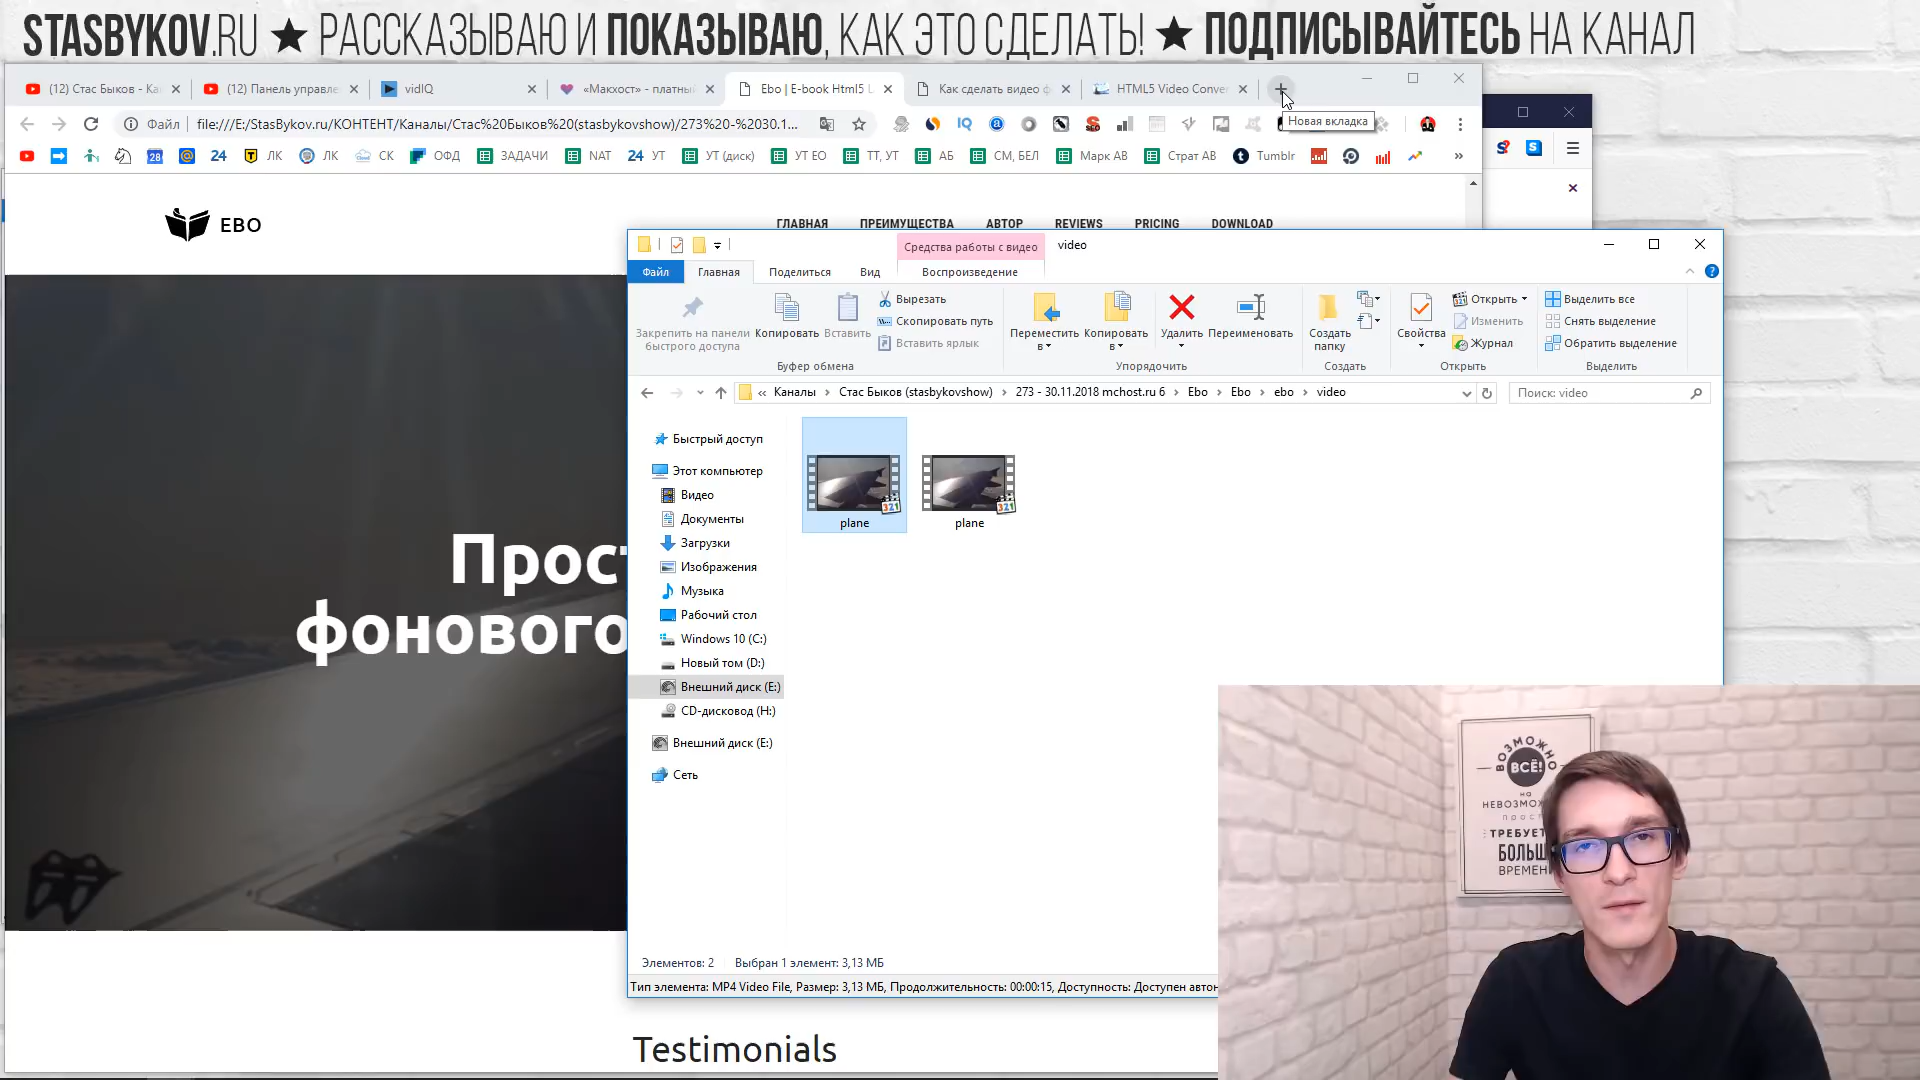 STASBYKOV.RU ★ РАССКАЗЫВАЮ И ПОКАЗЫВАЮ, КАК ЭТО СДЕЛАТЬ! ★ ПОДПИСЫВАЙТЕСЬ НА КАНАЛ
(12) Стас Быков - Ка
(12) Панель управле
vidIQ
«Макхост» - платный
Ebo | E-book Html5 L
Как сделать видео ф
HTML5 Video Conver
Файл
file:///E:/StasBykov.ru/КОНТЕНТ/Каналы/Стас%20Быков%20(stasbykovshow)/273%20-%2030.1...
Новая вкладка
28
24
ЛК
ЛК
СК
ОФД
ЗАДАЧИ
NAT
24 УТ
УТ (диск)
УТ ЕО
ТТ, УТ
АБ
СМ, БЕЛ
Марк АВ
Страт АВ
Tumblr
»
EBO
ГЛАВНАЯ
ПРЕИМУЩЕСТВА
АВТОР
REVIEWS
PRICING
DOWNLOAD
Прост
фонового
Testimonials
Средства работы с видео
video
Файл
Главная
Поделиться
Вид
Воспроизведение
Закрепить на панели
быстрого доступа
Копировать
Вставить
Вырезать
Скопировать путь
Вставить ярлык
Буфер обмена
Переместить
в
Копировать
в
Удалить
Переименовать
Упорядочить
Создать
папку
Создать
Свойства
Открыть
Изменить
Журнал
Открыть
Выделить все
Снять выделение
Обратить выделение
Выделить
« Каналы > Стас Быков (stasbykovshow) > 273 - 30.11.2018 mchost.ru 6 > Ebo > Ebo > ebo > video
Поиск: video
Быстрый доступ
Этот компьютер
Видео
Документы
Загрузки
Изображения
Музыка
Рабочий стол
Windows 10 (C:)
Новый том (D:)
Внешний диск (E:)
CD-дисковод (H:)
Внешний диск (E:)
Сеть
plane
plane
Элементов: 2
Выбран 1 элемент: 3,13 МБ
Тип элемента: MP4 Video File, Размер: 3,13 МБ, Продолжительность: 00:00:15, Доступность: Доступен автон
ВОЗМОЖНО
ВСЁ!
на
НЕВОЗМОЖ
прост
ТРЕБУЕТ
БОЛЬШ
ВРЕМЕНИ